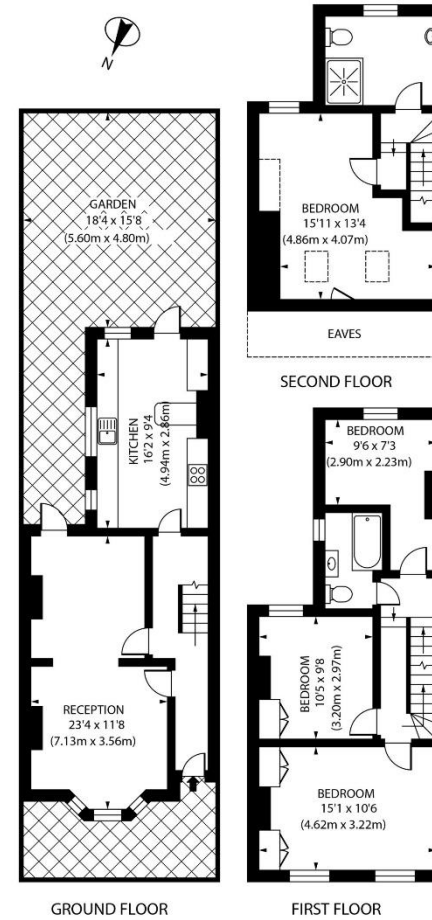 N
GARDEN
18'4 x 15'8
(5.60m x 4.80m)
KITCHEN
16'2 x 9'4
(4.94m x 2.86m)
RECEPTION
23'4 x 11'8
(7.13m x 3.56m)
GROUND FLOOR
BEDROOM
15'11 x 13'4
(4.86m x 4.07m)
EAVES
SECOND FLOOR
BEDROOM
9'6 x 7'3
(2.90m x 2.23m)
BEDROOM
10'5 x 9'8
(3.20m x 2.97m)
BEDROOM
15'1 x 10'6
(4.62m x 3.22m)
FIRST FLOOR